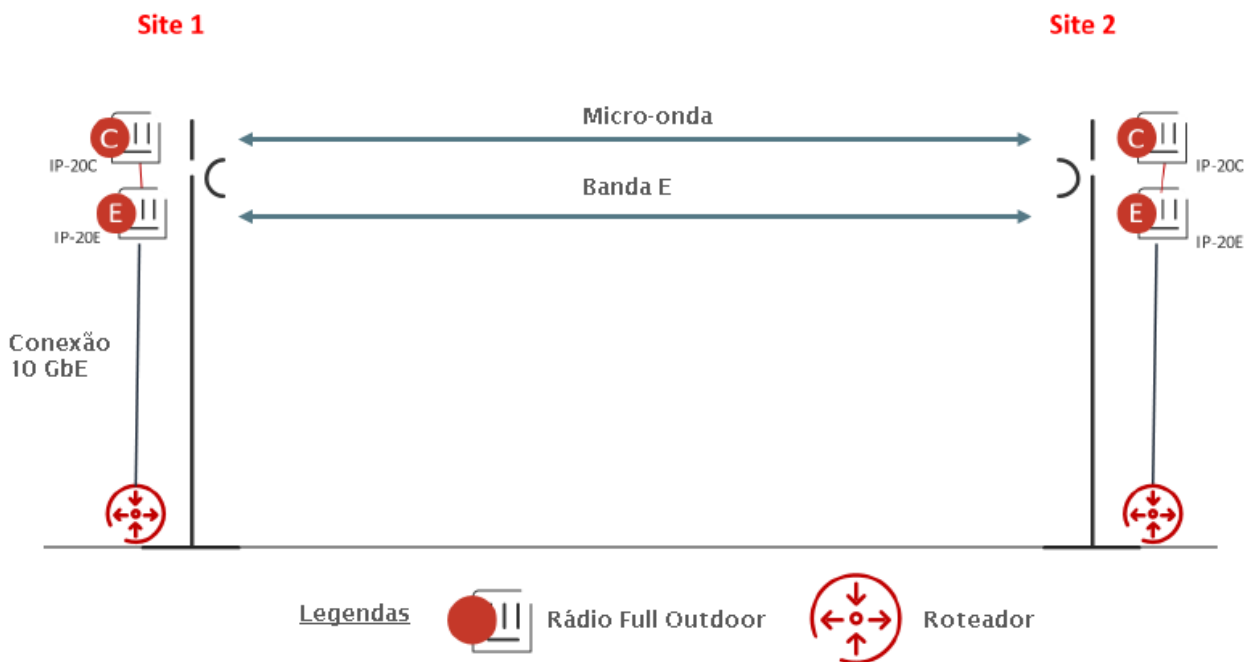 Site 1
Site 2
Micro-onda
C
IP-20C
C
IP-20C
Banda E
E
IP-20E
E
IP-20E
Conexão
10 GbE
Legendas
Rádio Full Outdoor
Roteador